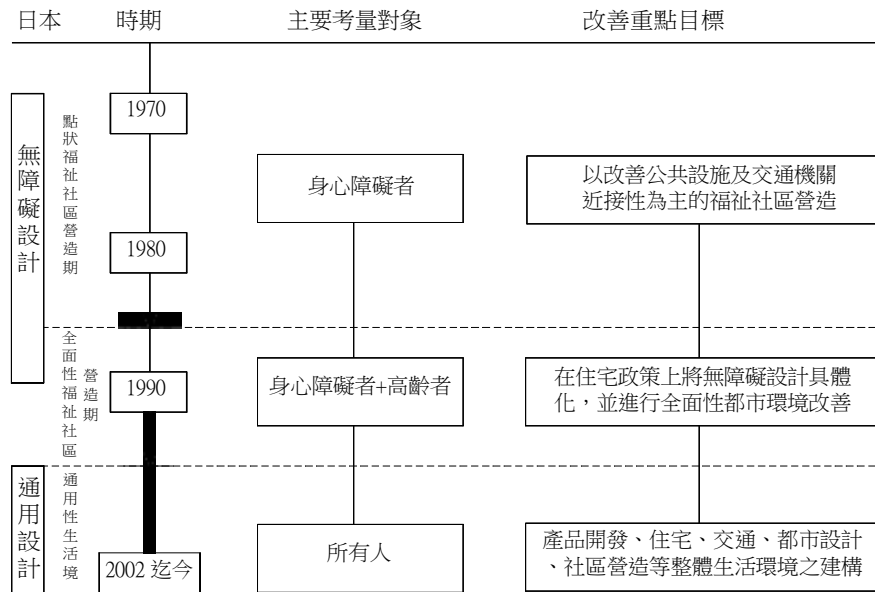 日本 時期 主要考量對象 改善重點目標
無障礙設計
點狀福祉社區營造期
1970
身心障礙者
以改善公共設施及交通機關
近接性為主的福祉社區營造
1980
全面性福祉社區
營造期
1990
身心障礙者+高齡者
在住宅政策上將無障礙設計具體
化，並進行全面性都市環境改善
通用設計
通用性生活境
2002 迄今
所有人
產品開發、住宅、交通、都市設計
、社區營造等整體生活環境之建構